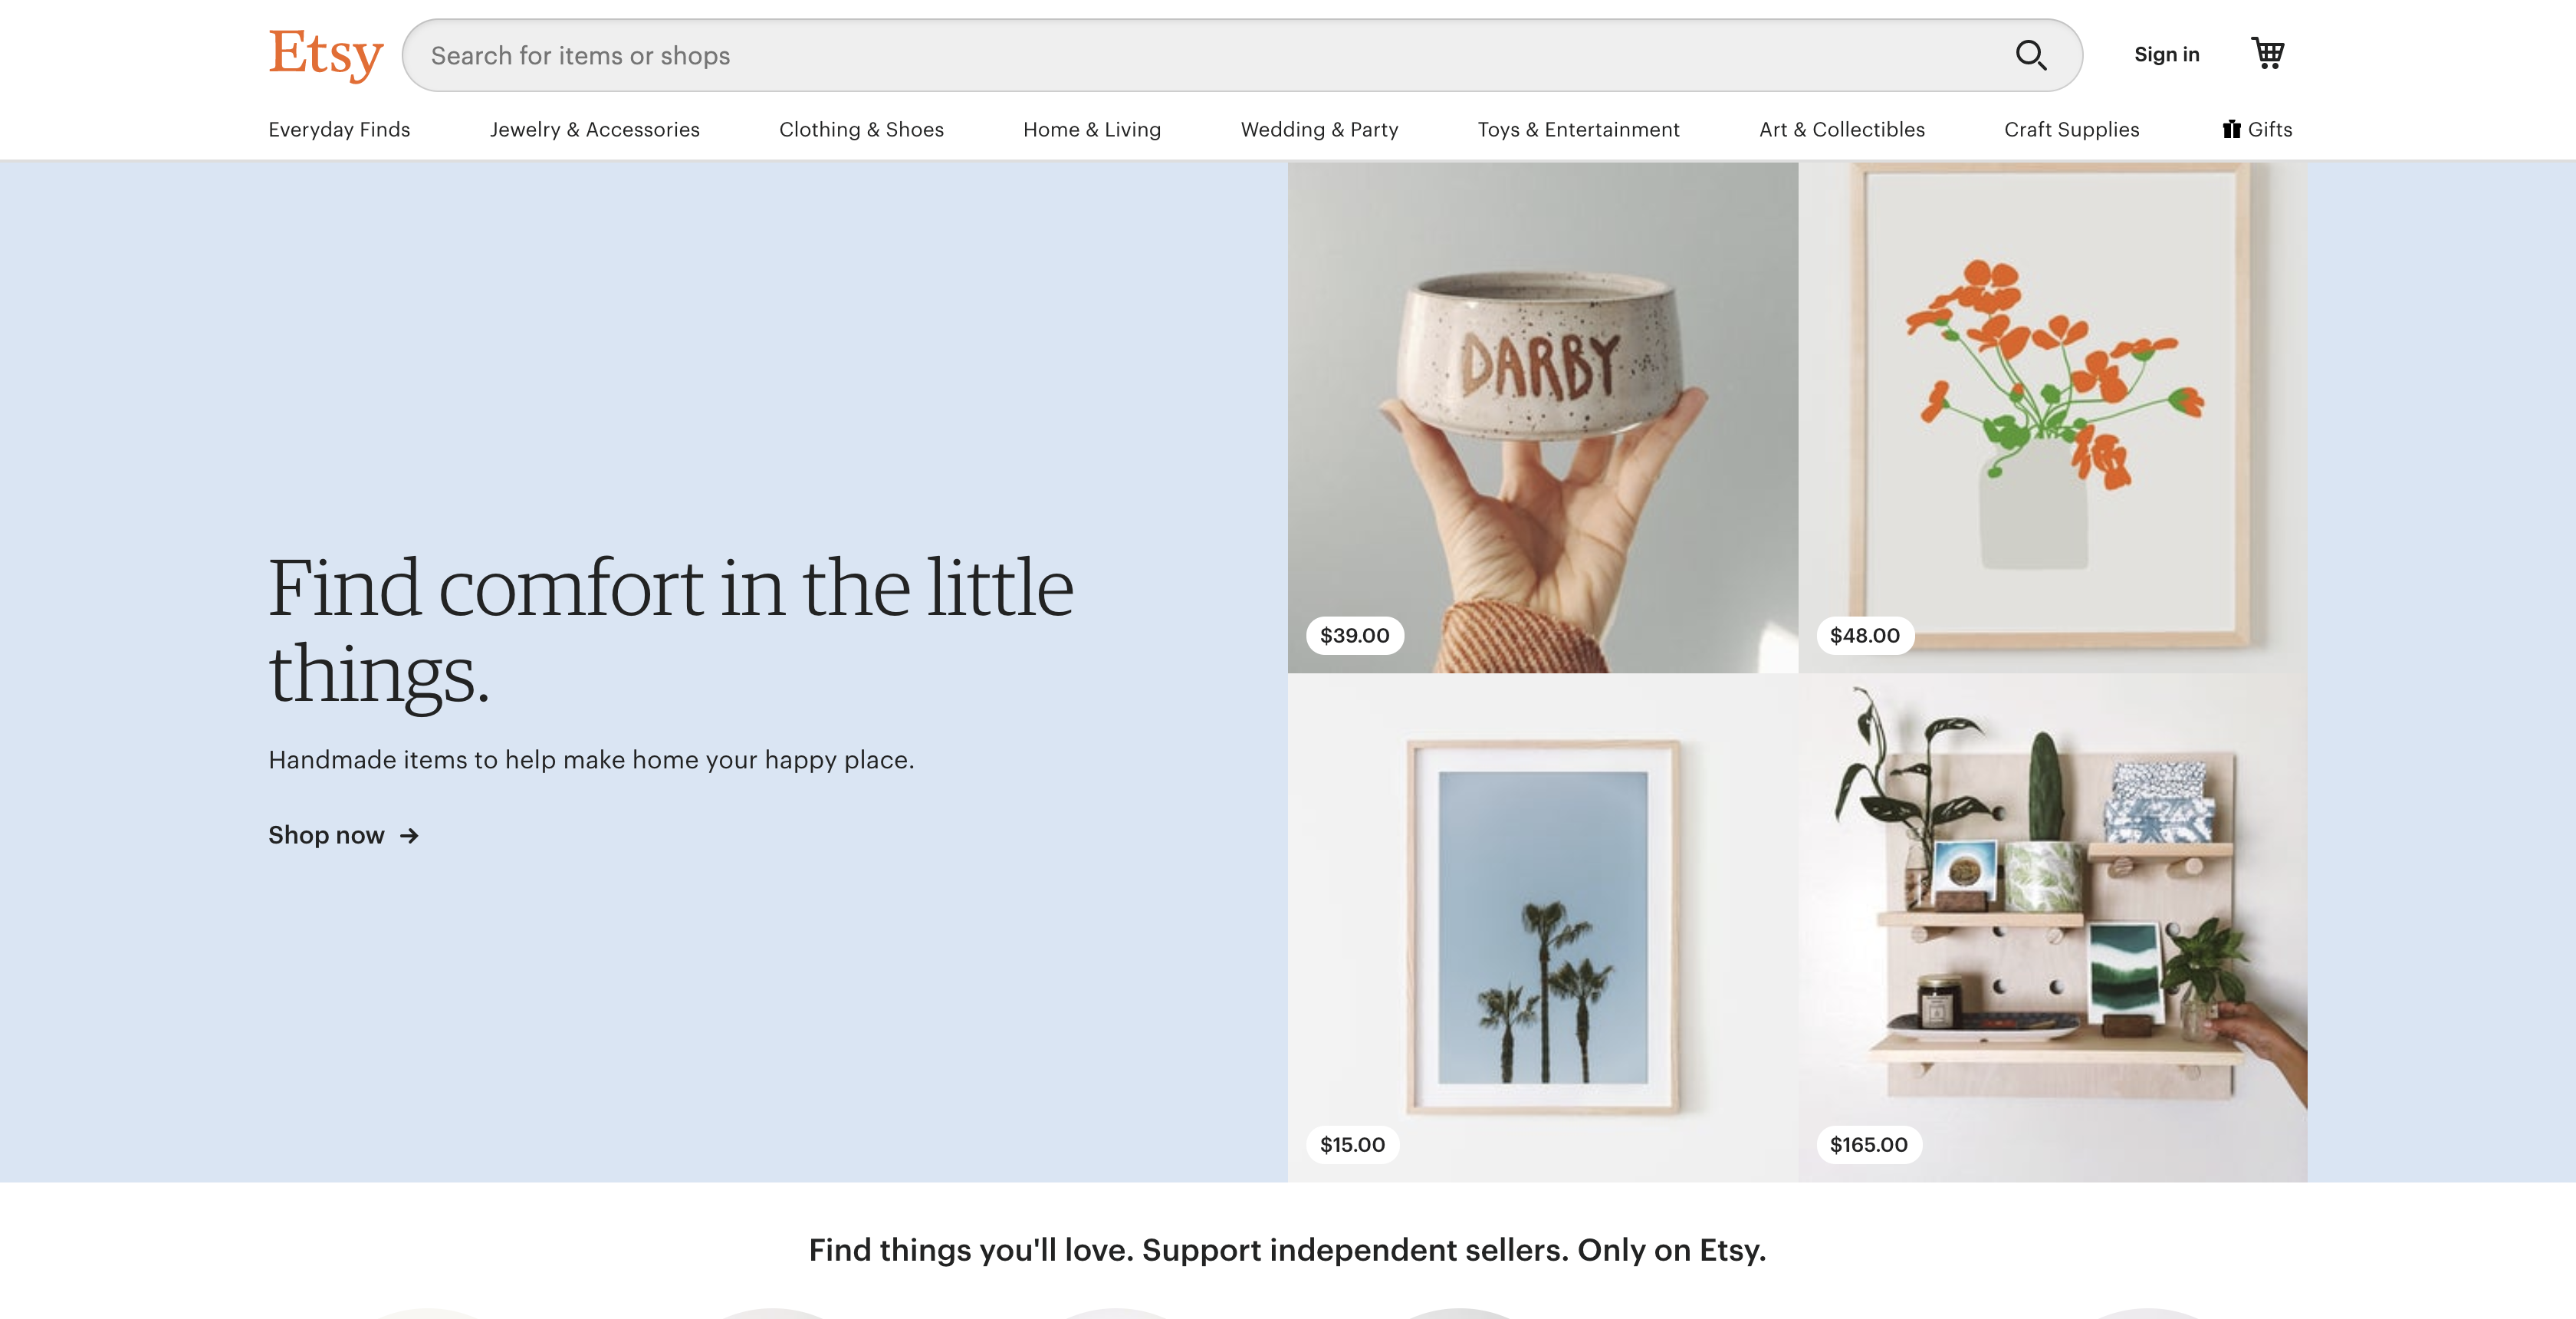 Etsy
Search for items or shops
Sign in
Everyday Finds
Jewelry & Accessories
Clothing & Shoes
Home & Living
Wedding & Party
Toys & Entertainment
Art & Collectibles
Craft Supplies
Gifts
Find comfort in the little
things.
Handmade items to help make home your happy place.
Shop now
DARBY
$39.00
$48.00
$15.00
$165.00
Find things you'll love. Support independent sellers. Only on Etsy.